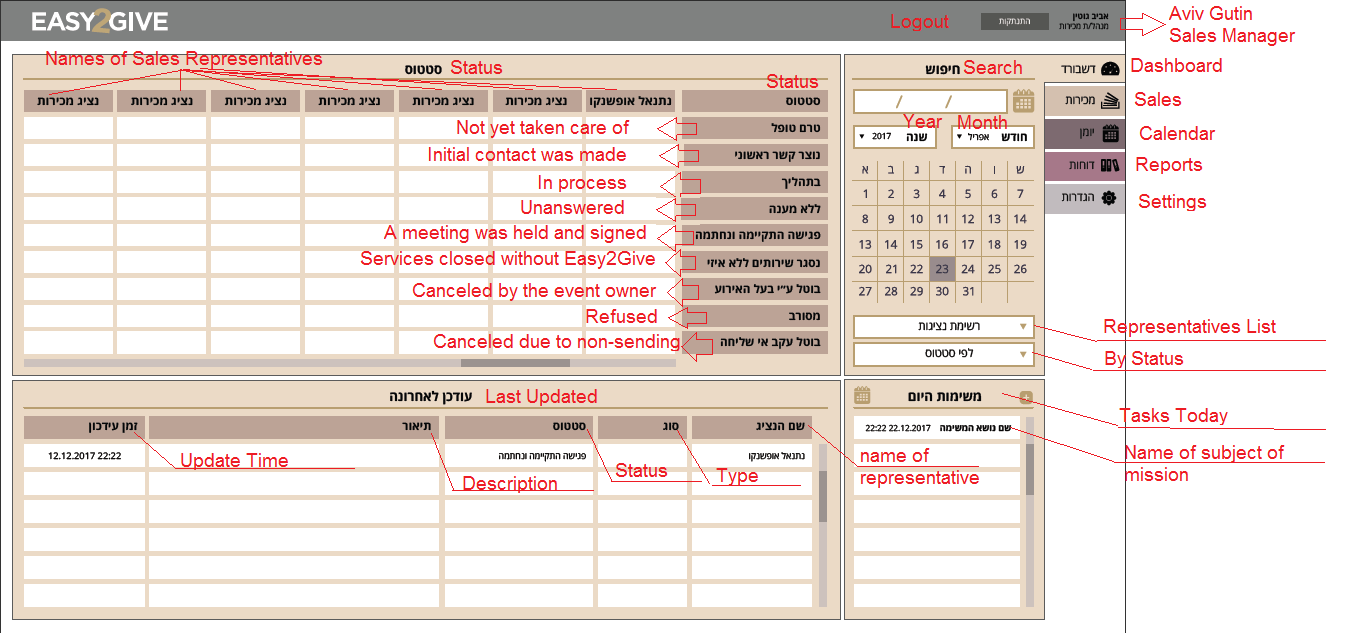 EASY2GIVE
Logout
התנתקות
אביב גוטין
מנהל/ת מכירות
Aviv Gutin
Sales Manager
Names of Sales Representatives
סטטוס Status
Status
סטטוס
נתנאל אופשנקו
נציג מכירות
נציג מכירות
נציג מכירות
נציג מכירות
נציג מכירות
נציג מכירות
טרם טופל
Not yet taken care of
נוצר קשר ראשוני
Initial contact was made
בתהליך
In process
ללא מענה
Unanswered
פגישה התקיימה ונחתמה
A meeting was held and signed
נסגר שירותים ללא איזי
Services closed without Easy2Give
בוטל ע״י בעל האירוע
Canceled by the event owner
מסורב
Refused
בוטל עקב אי שליחה
Canceled due to non-sending
חיפוש Search
/ /
Year Month
חודש אפריל
שנה 2017
א ב ג ד ה ו ש
1 2 3 4 5 6 7
8 9 10 11 12 13 14
13 14 15 16 17 18 19
20 21 22 23 24 25 26
27 28 29 30 31
רשימת נציגות
Representatives List
לפי סטטוס
By Status
דשבורד Dashboard
מכירות Sales
יומן Calendar
דוחות Reports
הגדרות Settings
עודכן לאחרונה Last Updated
שם הנציג
סוג
סטטוס
תיאור
זמן עידכון
נתנאל אופשנקו
פגישה התקיימה ונחתמה
12.12.2017 22:22
Update Time
Description
Status
Type
name of
representative
משימות היום
+
Tasks Today
שם נושא המשימה 22.12.2017 22:22
Name of subject of
mission